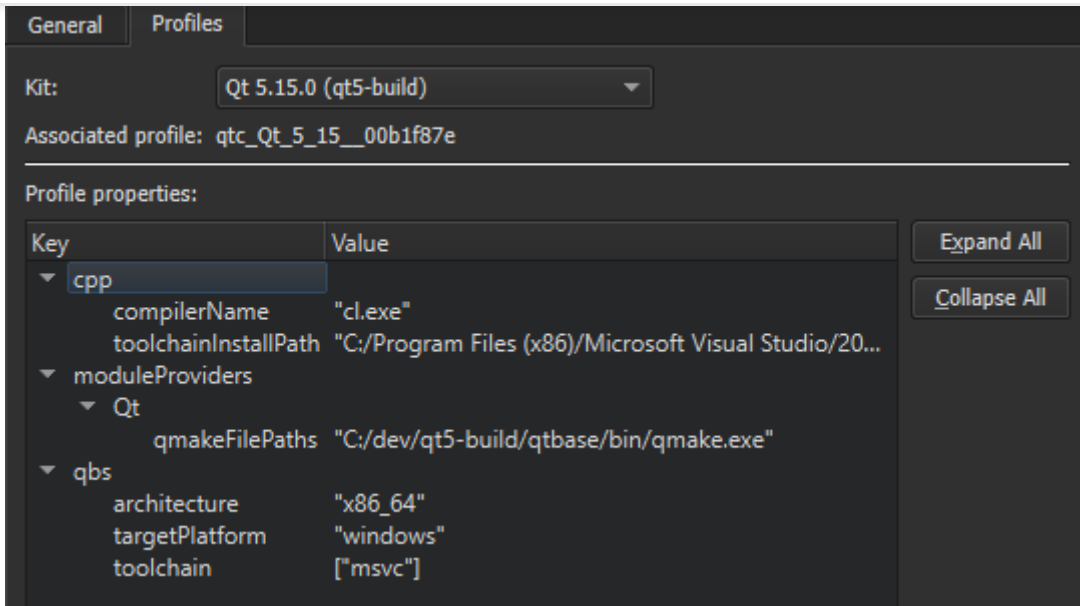 General Profiles
Kit: Qt 5.15.0 (qt5-build)
Associated profile: qtc_Qt_5_15__00b1f87e
Profile properties:
Key Value Expand All
cpp Collapse All
compilerName "cl.exe"
toolchainInstallPath "C:/Program Files (x86)/Microsoft Visual Studio/20...
moduleProviders
Qt
qmakeFilePaths "C:/dev/qt5-build/qtbase/bin/qmake.exe"
qbs
architecture "x86_64"
targetPlatform "windows"
toolchain ["msvc"]